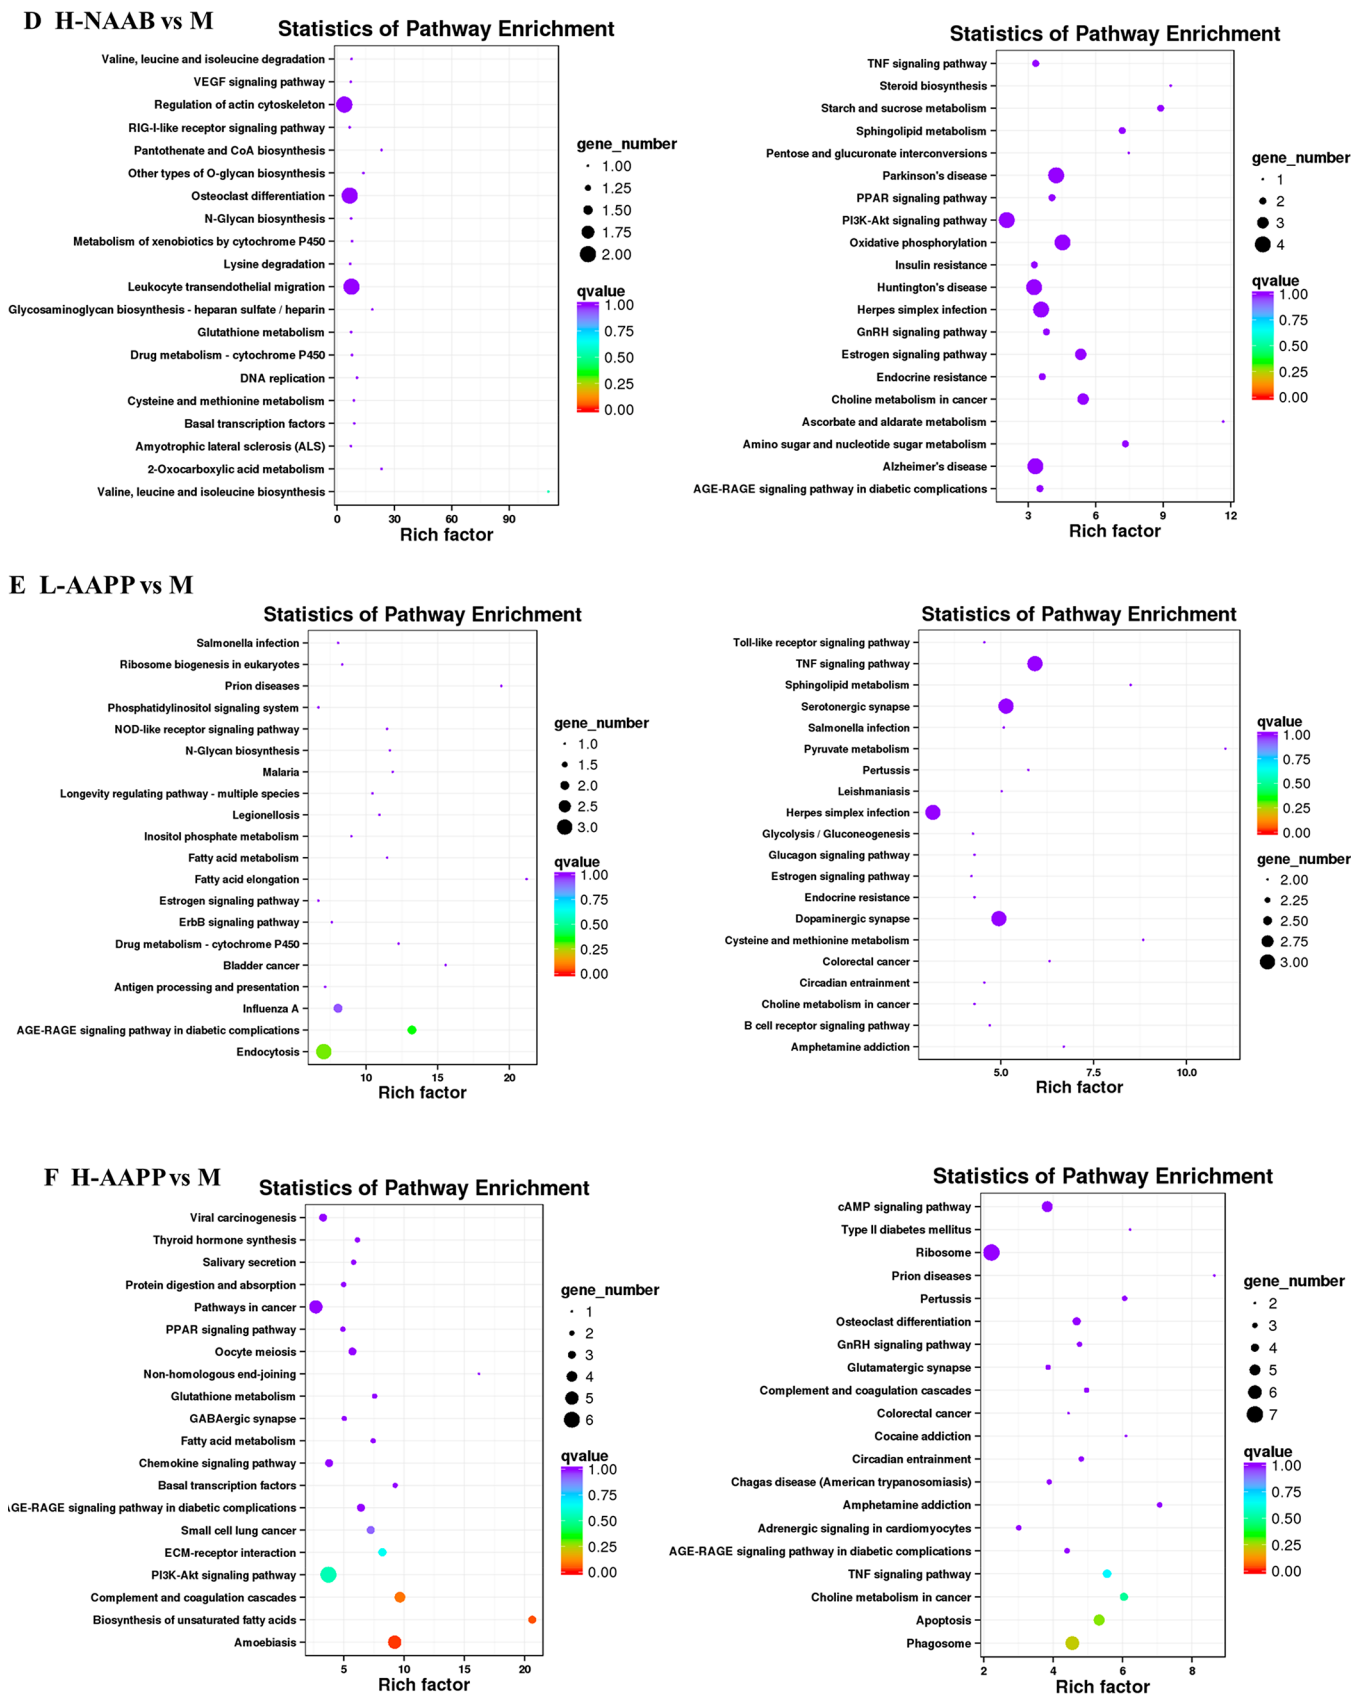 D H-NAAB vs M
Statistics of Pathway Enrichment
Valine, leucine and isoleucine degradation
VEGF signaling pathway
Regulation of actin cytoskeleton
RIG-I-like receptor signaling pathway
Pantothenate and CoA biosynthesis
Other types of O-glycan biosynthesis
Osteoclast differentiation
N-Glycan biosynthesis
Metabolism of xenobiotics by cytochrome P450
Lysine degradation
Leukocyte transendothelial migration
Glycosaminoglycan biosynthesis - heparan sulfate / heparin
Glutathione metabolism
Drug metabolism - cytochrome P450
DNA replication
Cysteine and methionine metabolism
Basal transcription factors
Amyotrophic lateral sclerosis (ALS)
2-Oxocarboxylic acid metabolism
Valine, leucine and isoleucine biosynthesis
0 30 60 90
Rich factor
gene_number
1.00
1.25
1.50
1.75
2.00
qvalue
1.00
0.75
0.50
0.25
0.00
Statistics of Pathway Enrichment
TNF signaling pathway
Steroid biosynthesis
Starch and sucrose metabolism
Sphingolipid metabolism
Pentose and glucuronate interconversions
Parkinson's disease
PPAR signaling pathway
PI3K-Akt signaling pathway
Oxidative phosphorylation
Insulin resistance
Huntington's disease
Herpes simplex infection
GnRH signaling pathway
Estrogen signaling pathway
Endocrine resistance
Choline metabolism in cancer
Ascorbate and aldarate metabolism
Amino sugar and nucleotide sugar metabolism
Alzheimer's disease
AGE-RAGE signaling pathway in diabetic complications
3 6 9 12
Rich factor
gene_number
1
2
3
4
qvalue
1.00
0.75
0.50
0.25
0.00
E L-AAPP vs M
Statistics of Pathway Enrichment
Salmonella infection
Ribosome biogenesis in eukaryotes
Prion diseases
Phosphatidylinositol signaling system
NOD-like receptor signaling pathway
N-Glycan biosynthesis
Malaria
Longevity regulating pathway - multiple species
Legionellosis
Inositol phosphate metabolism
Fatty acid metabolism
Fatty acid elongation
Estrogen signaling pathway
ErbB signaling pathway
Drug metabolism - cytochrome P450
Bladder cancer
Antigen processing and presentation
Influenza A
AGE-RAGE signaling pathway in diabetic complications
Endocytosis
10 15 20
Rich factor
gene_number
1.0
1.5
2.0
2.5
3.0
qvalue
1.00
0.75
0.50
0.25
0.00
Statistics of Pathway Enrichment
Toll-like receptor signaling pathway
TNF signaling pathway
Sphingolipid metabolism
Serotonergic synapse
Salmonella infection
Pyruvate metabolism
Pertussis
Leishmaniasis
Herpes simplex infection
Glycolysis / Gluconeogenesis
Glucagon signaling pathway
Estrogen signaling pathway
Endocrine resistance
Dopaminergic synapse
Cysteine and methionine metabolism
Colorectal cancer
Circadian entrainment
Choline metabolism in cancer
B cell receptor signaling pathway
Amphetamine addiction
5.0 7.5 10.0
Rich factor
qvalue
1.00
0.75
0.50
0.25
0.00
gene_number
2.00
2.25
2.50
2.75
3.00
F H-AAPP vs M
Statistics of Pathway Enrichment
Viral carcinogenesis
Thyroid hormone synthesis
Salivary secretion
Protein digestion and absorption
Pathways in cancer
PPAR signaling pathway
Oocyte meiosis
Non-homologous end-joining
Glutathione metabolism
GABAergic synapse
Fatty acid metabolism
Chemokine signaling pathway
Basal transcription factors
GE-RAGE signaling pathway in diabetic complications
Small cell lung cancer
ECM-receptor interaction
PI3K-Akt signaling pathway
Complement and coagulation cascades
Biosynthesis of unsaturated fatty acids
Amoebiasis
5 10 15 20
Rich factor
gene_number
1
2
3
4
5
6
qvalue
1.00
0.75
0.50
0.25
0.00
Statistics of Pathway Enrichment
cAMP signaling pathway
Type II diabetes mellitus
Ribosome
Prion diseases
Pertussis
Osteoclast differentiation
GnRH signaling pathway
Glutamatergic synapse
Complement and coagulation cascades
Colorectal cancer
Cocaine addiction
Circadian entrainment
Chagas disease (American trypanosomiasis)
Amphetamine addiction
Adrenergic signaling in cardiomyocytes
AGE-RAGE signaling pathway in diabetic complications
TNF signaling pathway
Choline metabolism in cancer
Apoptosis
Phagosome
2 4 6 8
Rich factor
gene_number
2
3
4
5
6
7
qvalue
1.00
0.75
0.50
0.25
0.00